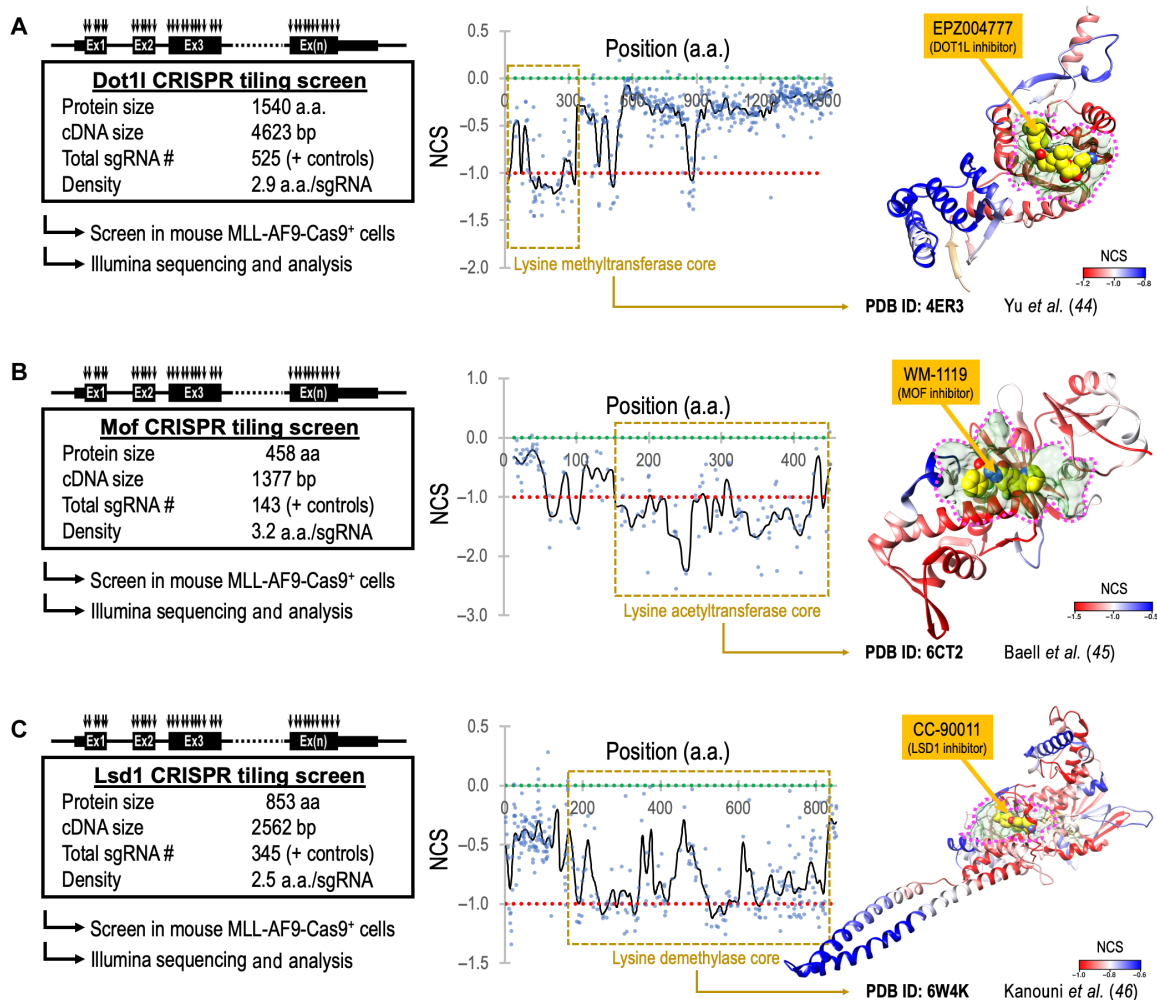 A
Ex1 Ex2 Ex3 Ex(n)
Dot1l CRISPR tiling screen
Protein size 1540 a.a.
cDNA size 4623 bp
Total sgRNA # 525 (+ controls)
Density 2.9 a.a./sgRNA
Screen in mouse MLL-AF9-Cas9+ cells
Illumina sequencing and analysis
NCS
0.5
0.0
−0.5
−1.0
−1.5
−2.0
Position (a.a.)
0 300 600 900 1200 1500
Lysine methyltransferase core
EPZ004777
(DOT1L inhibitor)
NCS
−1.2 −1.0 −0.8
PDB ID: 4ER3 Yu et al. (44)
B
Ex1 Ex2 Ex3 Ex(n)
Mof CRISPR tiling screen
Protein size 458 aa
cDNA size 1377 bp
Total sgRNA # 143 (+ controls)
Density 3.2 a.a./sgRNA
Screen in mouse MLL-AF9-Cas9+ cells
Illumina sequencing and analysis
NCS
1.0
0.0
−1.0
−2.0
−3.0
Position (a.a.)
0 100 200 300 400
Lysine acetyltransferase core
WM-1119
(MOF inhibitor)
NCS
−1.5 −1.0 −0.5
PDB ID: 6CT2 Baell et al. (45)
C
Ex1 Ex2 Ex3 Ex(n)
Lsd1 CRISPR tiling screen
Protein size 853 aa
cDNA size 2562 bp
Total sgRNA # 345 (+ controls)
Density 2.5 a.a./sgRNA
Screen in mouse MLL-AF9-Cas9+ cells
Illumina sequencing and analysis
NCS
0.5
0.0
−0.5
−1.0
−1.5
Position (a.a.)
0 200 400 600 800
Lysine demethylase core
CC-90011
(LSD1 inhibitor)
NCS
−1.0 −0.8 −0.6
PDB ID: 6W4K Kanouni et al. (46)